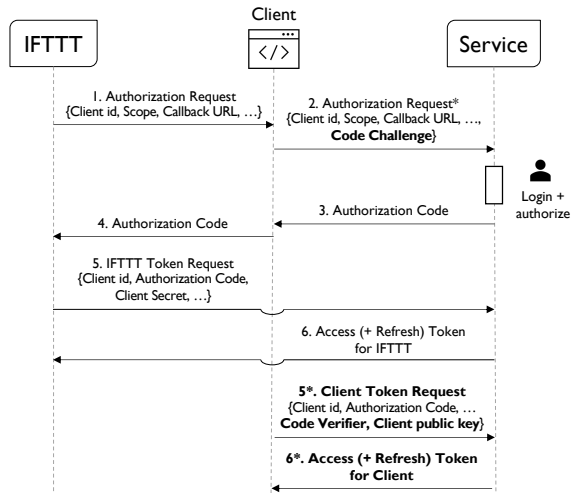 Client
IFTTT
</>
Service
1. Authorization Request
{Client id, Scope, Callback URL, …}
2. Authorization Request*
{Client id, Scope, Callback URL, …,
Code Challenge}
Login +
authorize
3. Authorization Code
4. Authorization Code
5. IFTTT Token Request
{Client id, Authorization Code,
Client Secret, …}
6. Access (+ Refresh) Token
for IFTTT
5*. Client Token Request
{Client id, Authorization Code, …
Code Verifier, Client public key}
6*. Access (+ Refresh) Token
for Client